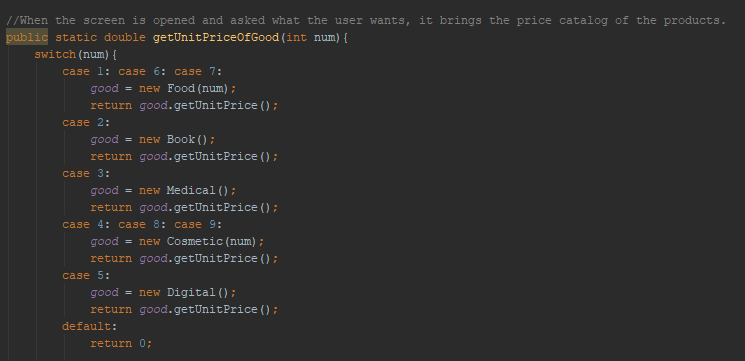 //When the screen is opened and asked what the user wants, it brings the price catalog of the products.
public static double getUnitPriceOfGood(int num){
switch(num){
case 1: case 6: case 7:
good = new Food(num);
return good.getUnitPrice();
case 2:
good = new Book();
return good.getUnitPrice();
case 3:
good = new Medical();
return good.getUnitPrice();
case 4: case 8: case 9:
good = new Cosmetic(num);
return good.getUnitPrice();
case 5:
good = new Digital();
return good.getUnitPrice();
default:
return 0;